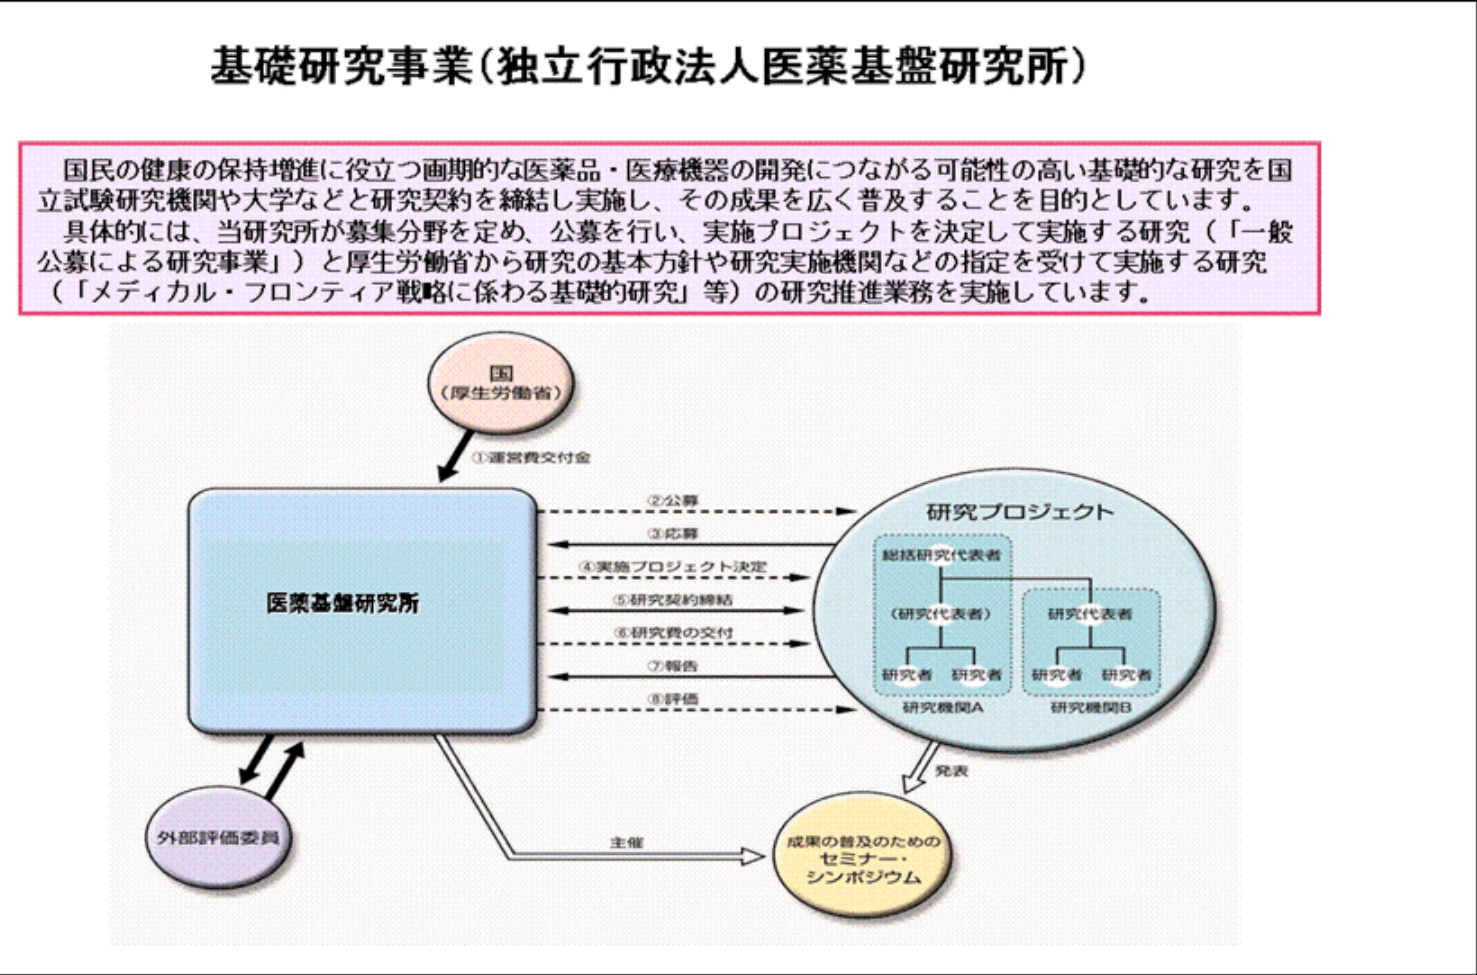 基礎研究事業（独立行政法人医薬基盤研究所）
国民の健康の保持増進に役立つ画期的な医薬品・医療機器の開発につながる可能性の高い基礎的な研究を国
立試験研究機関や大学などと研究契約を締結し実施し、その成果を広く普及することを目的としています。
具体的には、当研究所が募集分野を定め、公募を行い、実施プロジェクトを決定して実施する研究（「一般
公募による研究事業」）と厚生労働省から研究の基本方針や研究実施機関などの指定を受けて実施する研究
（「メディカル・フロンティア戦略に係わる基礎的研究」等）の研究推進業務を実施しています。
国
（厚生労働省）
①運営費交付金
②公募
③応募
④実施プロジェクト決定
⑤研究契約締結
⑥研究費の交付
⑦報告
⑧評価
医薬基盤研究所
研究プロジェクト
総括研究代表者
（研究代表者）
研究代表者
研究者
研究者
研究者
研究者
研究機関A
研究機関B
発表
外部評価委員
主催
成果の普及のための
セミナー・
シンポジウム